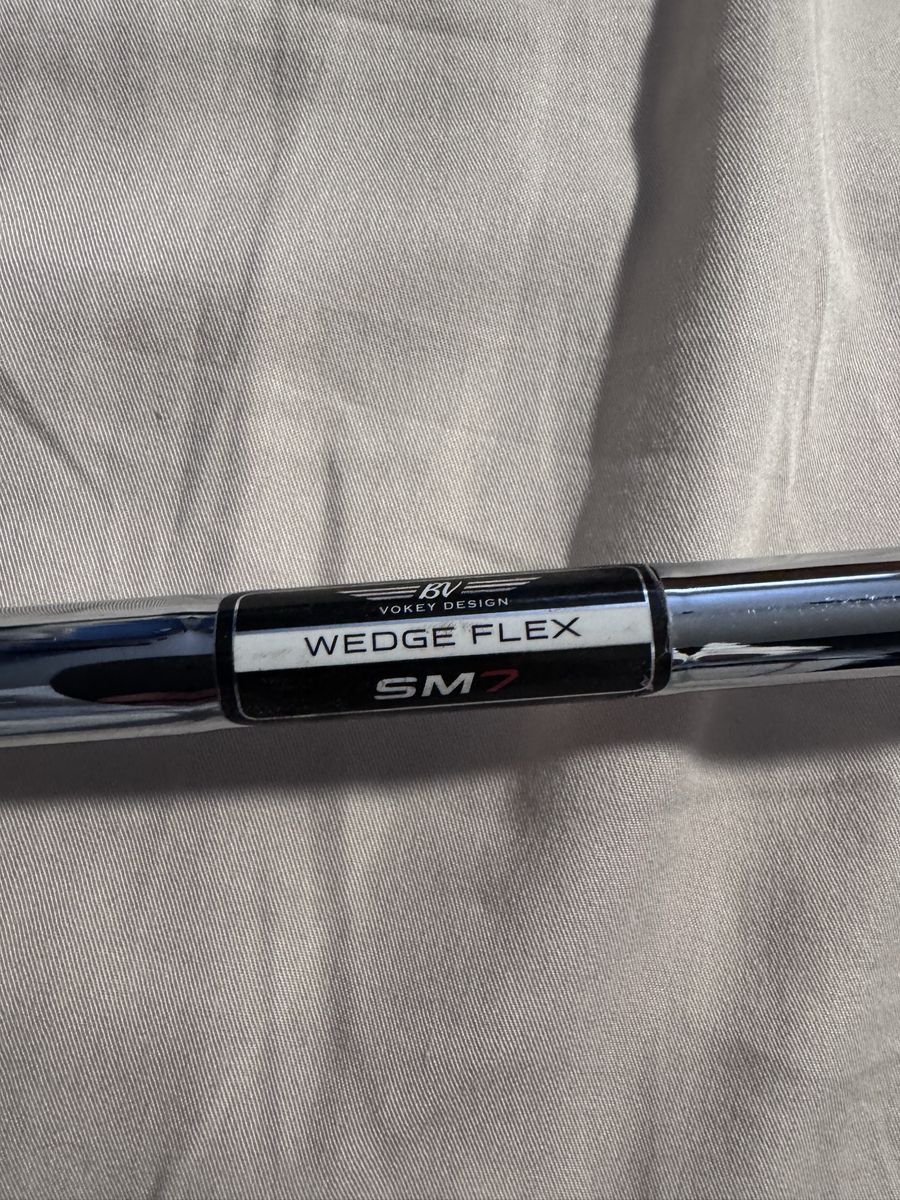 BV
VOKEY DESIGN
WEDGE FLEX
SM7